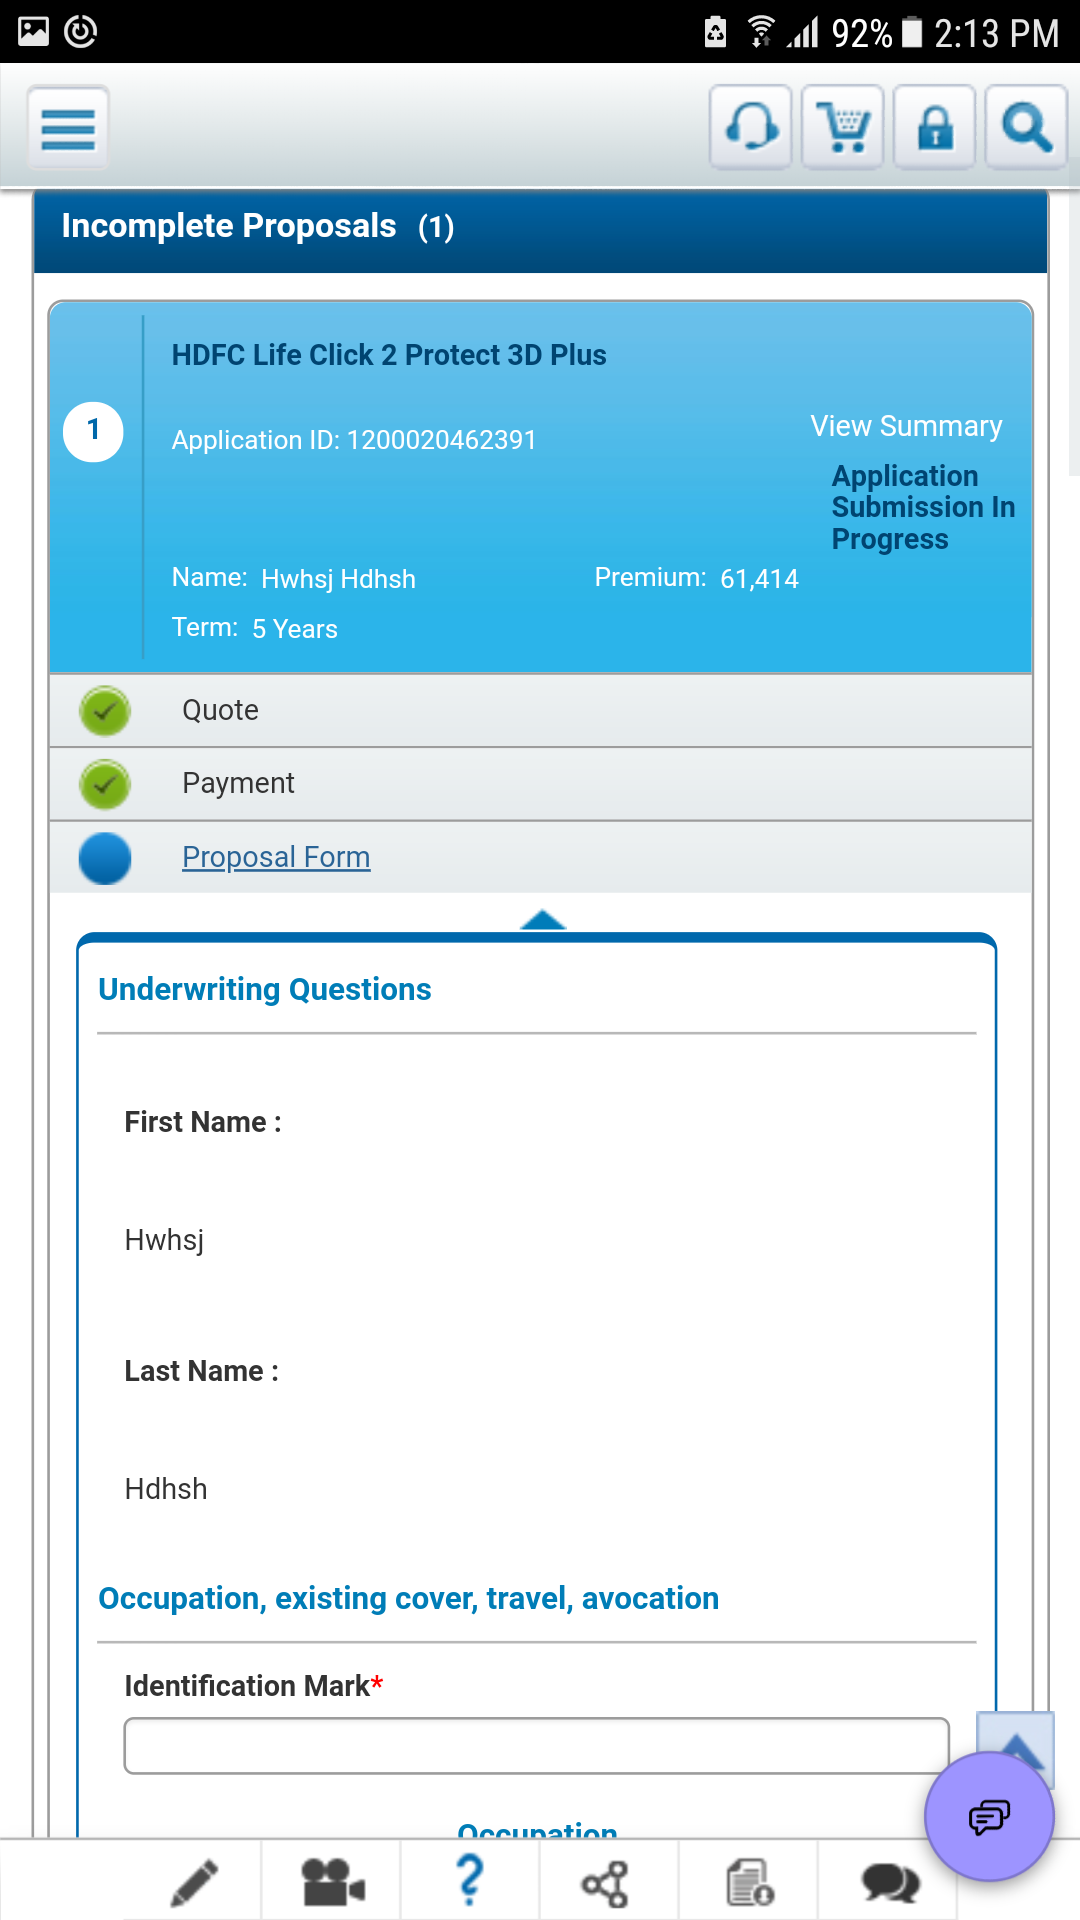 92% 2:13 PM
Incomplete Proposals (1)
HDFC Life Click 2 Protect 3D Plus
1
Application ID: 1200020462391
View Summary
Application
Submission In
Progress
Name: Hwhsj Hdhsh
Premium: 61,414
Term: 5 Years
Quote
Payment
Proposal Form
Underwriting Questions
First Name :
Hwhsj
Last Name :
Hdhsh
Occupation, existing cover, travel, avocation
Identification Mark*
Occupation